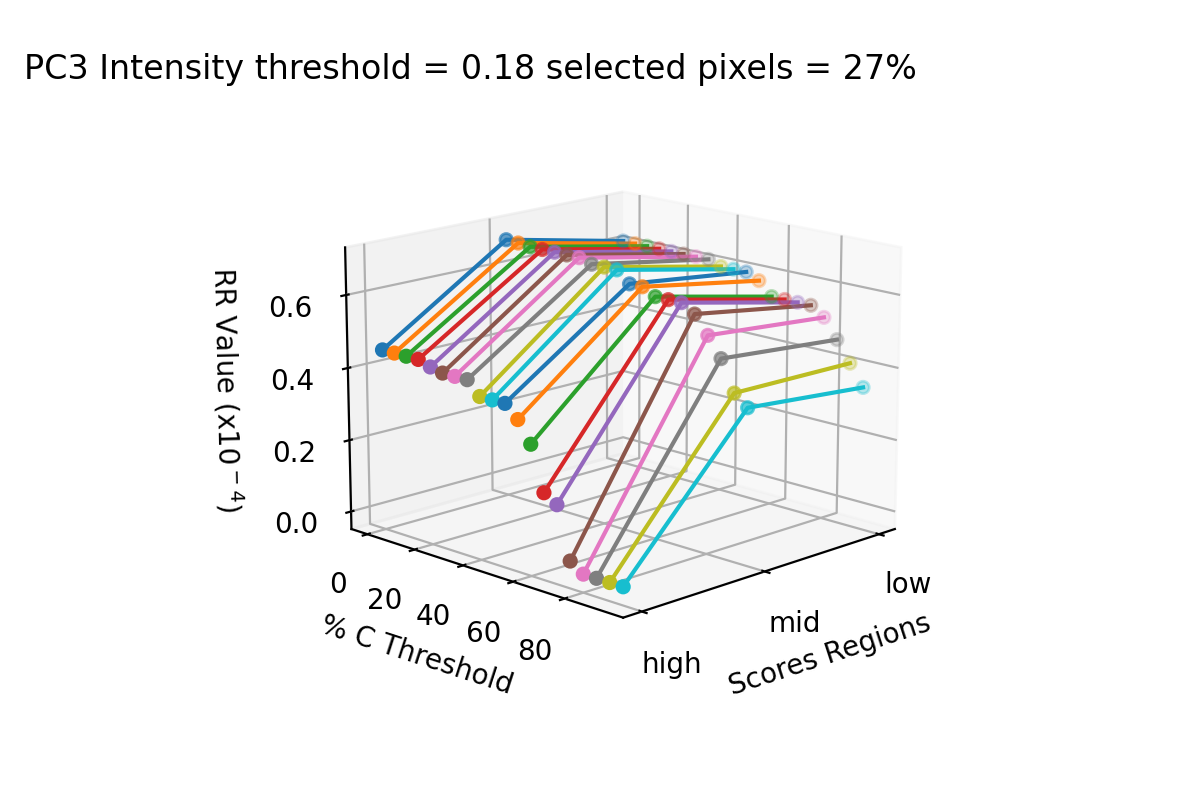 PC3 Intensity threshold = 0.18 selected pixels = 27%
RR Value (x10⁻⁴)
0.6
0.4
0.2
0.0
0
20
40
60
80
% C Threshold
high
mid
low
Scores Regions